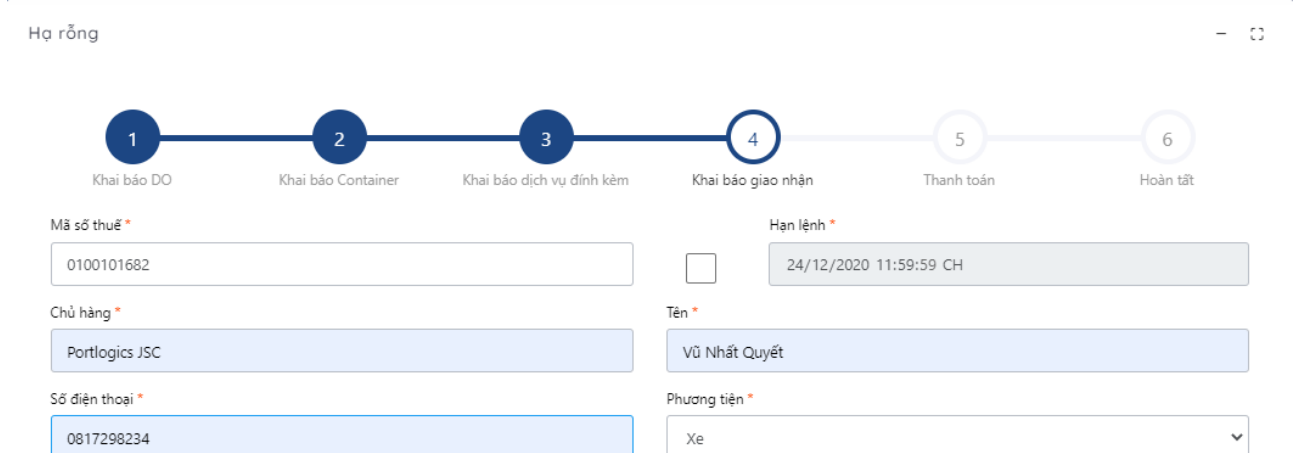 Hạ rỗng
1 2 3 4 5 6
Khai báo DO Khai báo Container Khai báo dịch vụ đính kèm Khai báo giao nhận Thanh toán Hoàn tất
Mã số thuế * Hạn lệnh *
0100101682 24/12/2020 11:59:59 CH
Chủ hàng * Tên *
Portlogics JSC Vũ Nhất Quyết
Số điện thoại * Phương tiện *
0817298234 Xe